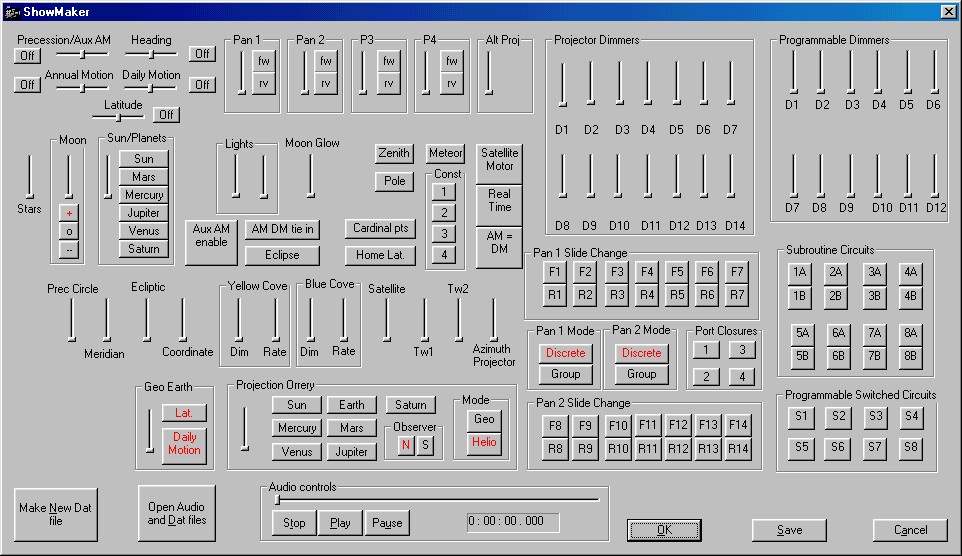 ShowMaker
Precession/Aux AM Heading
Off Off
Annual Motion Daily Motion
Off Off
Latitude
Off
Pan 1 Pan 2 P3 P4 Alt Proj
fw fw fw fw
rv rv rv rv
Projector Dimmers
D1 D2 D3 D4 D5 D6 D7
D8 D9 D10 D11 D12 D13 D14
Programmable Dimmers
D1 D2 D3 D4 D5 D6
D7 D8 D9 D10 D11 D12
Stars
Moon
+
o
--
Sun/Planets
Sun
Mars
Mercury
Jupiter
Venus
Saturn
Lights
Moon Glow
Aux AM
enable
AM DM tie in
Eclipse
Zenith
Pole
Cardinal pts
Home Lat.
Meteor
Const
1
2
3
4
Satellite
Motor
Real
Time
AM =
DM
Pan 1 Slide Change
F1 F2 F3 F4 F5 F6 F7
R1 R2 R3 R4 R5 R6 R7
Subroutine Circuits
1A 2A 3A 4A
1B 2B 3B 4B
5A 6A 7A 8A
5B 6B 7B 8B
Prec Circle
Meridian
Ecliptic
Coordinate
Yellow Cove
Dim Rate
Blue Cove
Dim Rate
Satellite
Tw1
Tw2
Azimuth
Projector
Pan 1 Mode
Discrete
Group
Pan 2 Mode
Discrete
Group
Port Closures
1 3
2 4
Geo Earth
Lat.
Daily
Motion
Projection Orrery
Sun Earth Saturn
Mercury Mars
Venus Jupiter
Observer
N S
Mode
Geo
Helio
Pan 2 Slide Change
F8 F9 F10 F11 F12 F13 F14
R8 R9 R10 R11 R12 R13 R14
Programmable Switched Circuits
S1 S2 S3 S4
S5 S6 S7 S8
Make New Dat
file
Open Audio
and Dat files
Audio controls
Stop Play Pause
0 : 00 : 00 . 000
OK
Save
Cancel